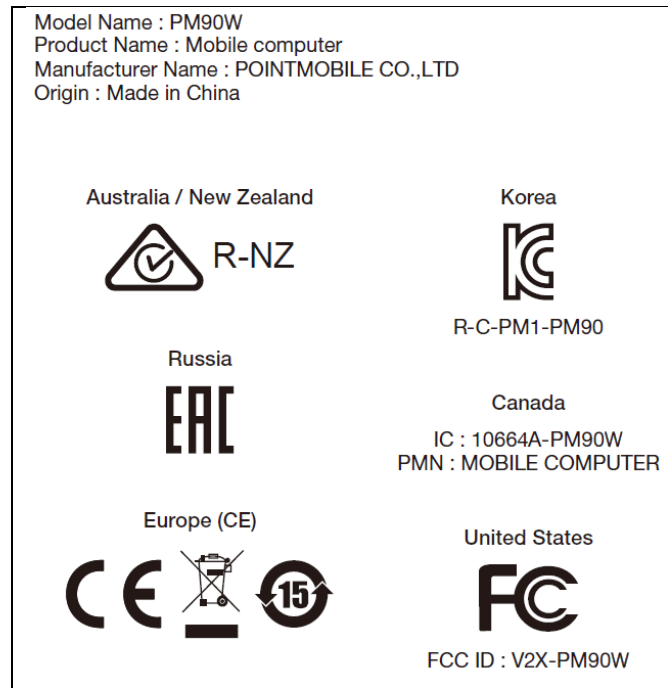 Model Name : PM90W
Product Name : Mobile computer
Manufacturer Name : POINTMOBILE CO.,LTD
Origin : Made in China
Australia / New Zealand
R-NZ
Korea
R-C-PM1-PM90
Russia
EAC
Canada
IC : 10664A-PM90W
PMN : MOBILE COMPUTER
Europe (CE)
CE
15
United States
FC
FCC ID : V2X-PM90W